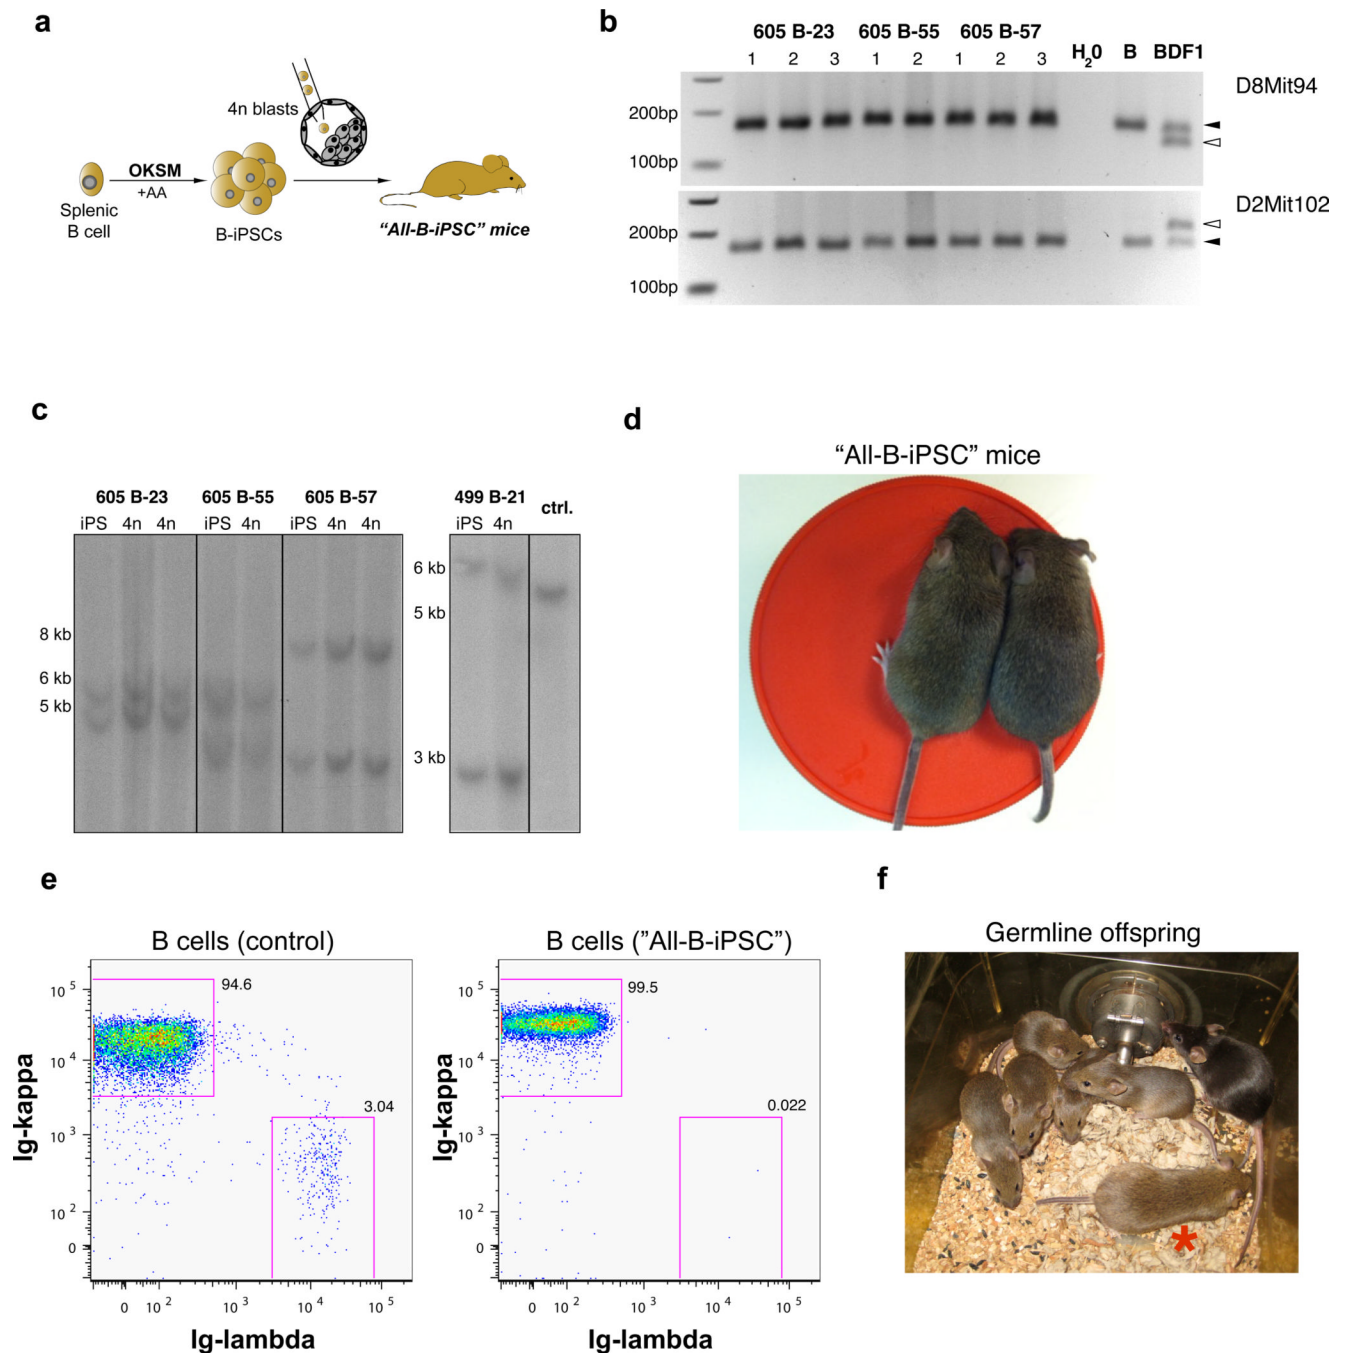 a
4n blasts
OKSM
+AA
Splenic
B cell
B-iPSCs
“All-B-iPSC” mice
b
605 B-23 605 B-55 605 B-57
1 2 3 1 2 1 2 3 H20 B BDF1
D8Mit94
200bp
100bp
D2Mit102
200bp
100bp
c
605 B-23 605 B-55 605 B-57 499 B-21 ctrl.
iPS 4n 4n iPS 4n iPS 4n 4n iPS 4n
8 kb
6 kb
5 kb
6 kb
5 kb
3 kb
d
“All-B-iPSC” mice
e
B cells (control)
10 5
10 4
10 3
10 2
0
94.6
3.04
0 10 2 10 3 10 4 10 5
Ig-kappa
Ig-lambda
B cells (”All-B-iPSC”)
10 5
10 4
10 3
10 2
0
99.5
0.022
0 10 2 10 3 10 4 10 5
Ig-kappa
Ig-lambda
f
Germline offspring
*